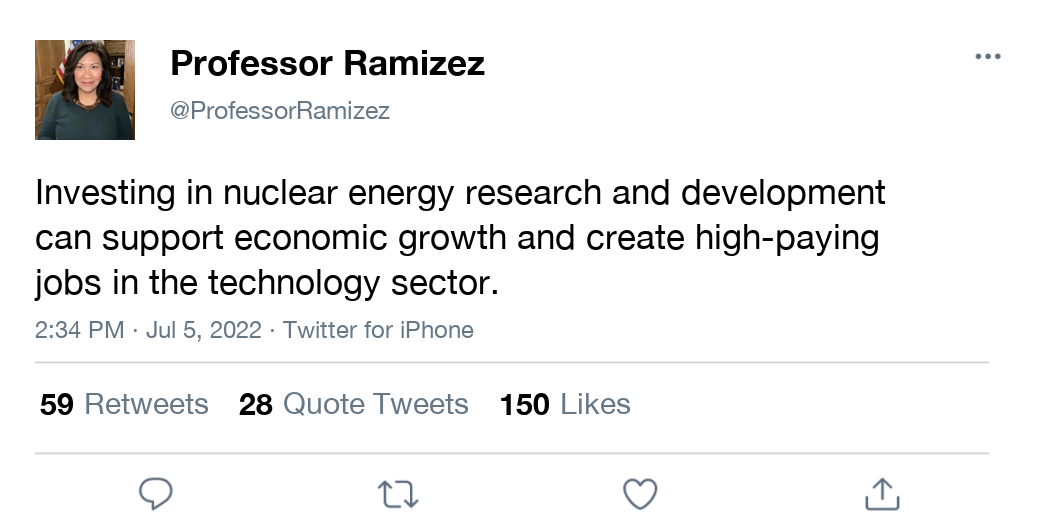 Professor Ramizez
@ProfessorRamizez
Investing in nuclear energy research and development
can support economic growth and create high-paying
jobs in the technology sector.
2:34 PM · Jul 5, 2022 · Twitter for iPhone
59 Retweets 28 Quote Tweets 150 Likes